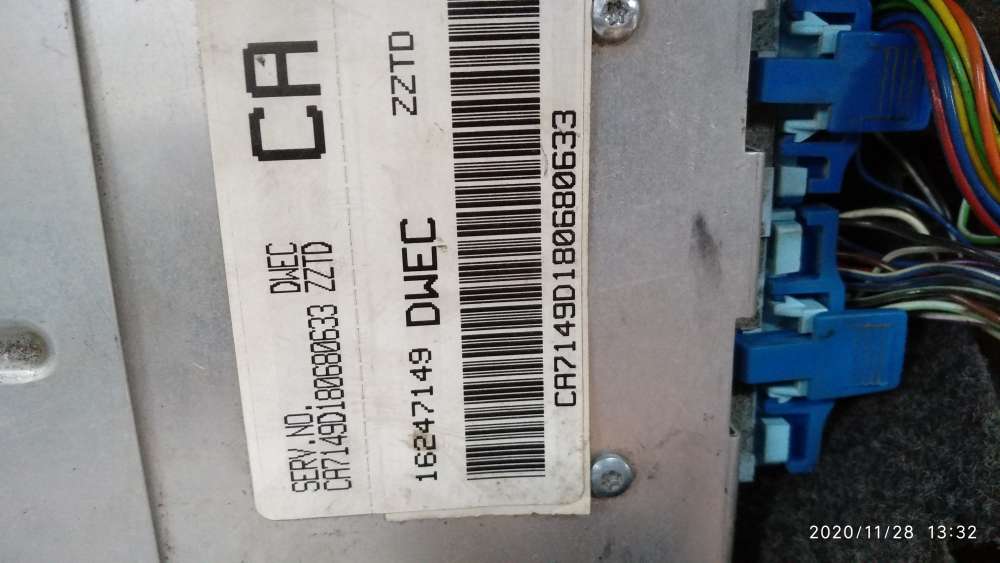 SERV.NO. DWEC
CA7149D180680633 ZZTD
CA
16247149 DWEC ZZTD
CA7149D180680633
2020/11/28 13:32